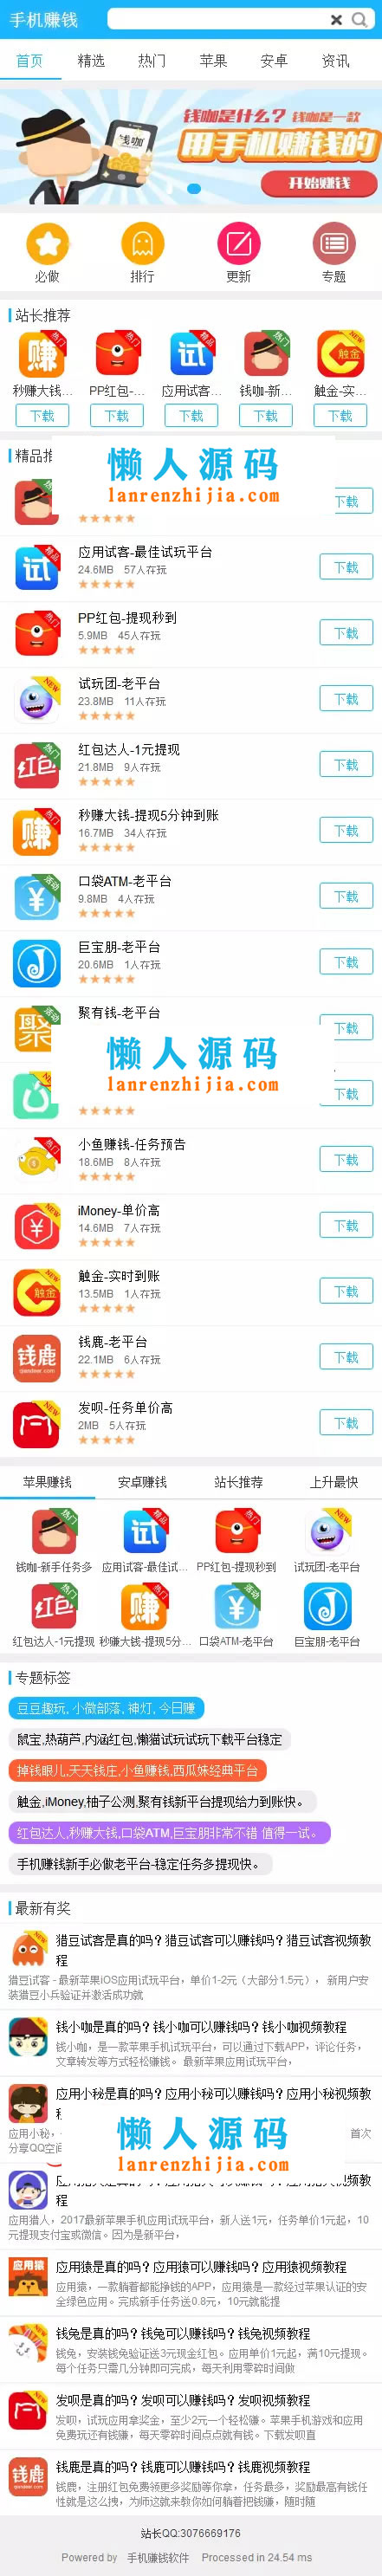 手机赚钱
首页 精选 热门 苹果 安卓 资讯
钱咖是什么? 钱咖是一款
用手机赚钱的
开始赚钱
钱咖
必做 排行 更新 专题
站长推荐
秒赚大钱... PP红包-... 应用试客... 钱咖-新... 触金-实...
下载 下载 下载 下载 下载
精品推
懒人源码
lanrenzhijia.com
下载
应用试客-最佳试玩平台
24.6MB 57人在玩
下载
PP红包-提现秒到
5.9MB 45人在玩
下载
试玩团-老平台
23.8MB 11人在玩
下载
红包达人-1元提现
21.8MB 9人在玩
下载
秒赚大钱-提现5分钟到账
16.7MB 34人在玩
下载
口袋ATM-老平台
9.8MB 4人在玩
下载
巨宝朋-老平台
20.6MB 1人在玩
下载
聚有钱-老平台
下载
懒人源码
lanrenzhijia.com
下载
小鱼赚钱-任务预告
18.6MB 8人在玩
下载
iMoney-单价高
14.6MB 7人在玩
下载
触金-实时到账
13.5MB 1人在玩
下载
钱鹿-老平台
22.1MB 6人在玩
下载
发呗-任务单价高
2MB 5人在玩
下载
苹果赚钱 安卓赚钱 站长推荐 上升最快
钱咖-新手任务多 应用试客-最佳试... PP红包-提现秒到 试玩团-老平台
红包达人-1元提现 秒赚大钱-提现5分... 口袋ATM-老平台 巨宝朋-老平台
专题标签
豆豆趣玩, 小微部落, 神灯, 今日赚
鼠宝,热葫芦,内涵红包,懒猫试玩试玩下载平台稳定
掉钱眼儿,天天钱庄,小鱼赚钱,西瓜妹经典平台
触金,iMoney,柚子公测,聚有钱新平台提现给力到账快。
红包达人,秒赚大钱,口袋ATM,巨宝朋非常不错 值得一试。
手机赚钱新手必做老平台-稳定任务多提现快。
最新有奖
猎豆试客是真的吗？猎豆试客可以赚钱吗？猎豆试客视频教
程
猎豆试客 - 最新苹果iOS应用试玩平台，单价1-2元（大部分1.5元）， 新用户安
装猎豆小兵验证并激活成功就
钱小咖是真的吗？钱小咖可以赚钱吗？钱小咖视频教程
钱小咖，是一款苹果手机试玩平台，可以通过下载APP，评论任务，
文章转发等方式轻松赚钱。 最新苹果应用试玩平台，
应用小秘是真的吗？应用小秘可以赚钱吗？应用小秘视频教
应用小秘， 首次
分享QQ空间
懒人源码
lanrenzhijia.com
程
应用猎人，2017最新苹果手机应用试玩平台，新人送1元，任务单价1元起，10
元提现支付宝或微信。因为是新平台，
应用猿是真的吗？应用猿可以赚钱吗？应用猿视频教程
应用猿，一款躺着都能挣钱的APP，应用猿是一款经过苹果认证的安
全绿色应用。完成新手任务送0.8元，10元就能提
钱兔是真的吗？钱兔可以赚钱吗？钱兔视频教程
钱兔，安装钱兔验证送3元现金红包。应用单价1元起，满10元提现。
每个任务只需几分钟即可完成，每天利用零碎时间做
发呗是真的吗？发呗可以赚钱吗？发呗视频教程
发呗，试玩应用拿奖金，至少2元一个轻松赚。苹果手机游戏和应用
免费玩还有钱赚，每天零碎时间点点就有钱。下载发呗直
钱鹿是真的吗？钱鹿可以赚钱吗？钱鹿视频教程
钱鹿，注册红包免费领更多奖励等你拿，任务最多，奖励最高有钱任
性就是这么拽，为师这就来教你如何躺着把钱赚，随时随
站长QQ:3076669176
Powered by 手机赚钱软件 Processed in 24.54 ms